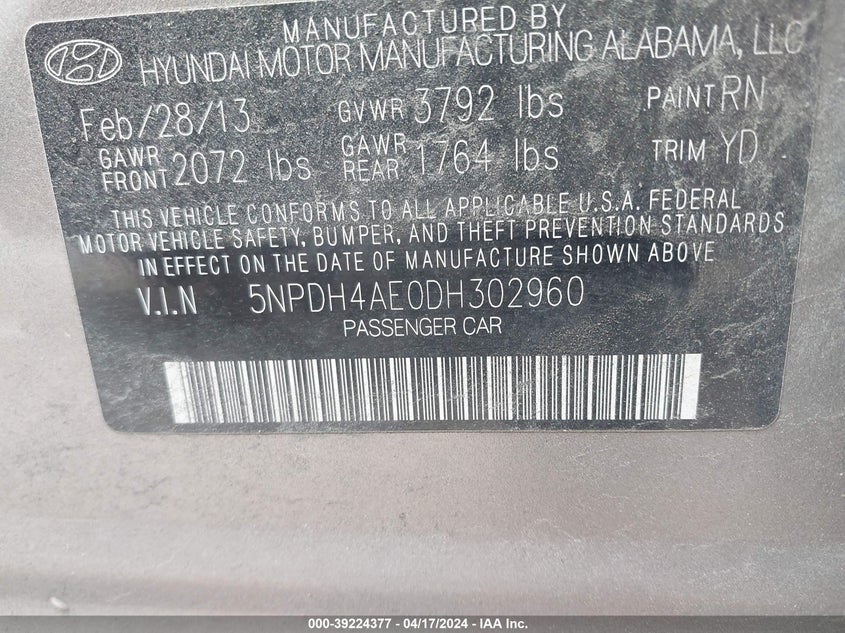 MANUFACTURED BY
HYUNDAI MOTOR MANUFACTURING ALABAMA, LLC
Feb/28/13 GVWR 3792 lbs PAINT RN
GAWR FRONT 2072 lbs GAWR REAR 1764 lbs TRIM YD
THIS VEHICLE CONFORMS TO ALL APPLICABLE U.S.A. FEDERAL
MOTOR VEHICLE SAFETY, BUMPER, AND THEFT PREVENTION STANDARDS
IN EFFECT ON THE DATE OF MANUFACTURE SHOWN ABOVE
V.I.N 5NPDH4AE0DH302960
PASSENGER CAR
000-39224377 - 04/17/2024 - IAA Inc.